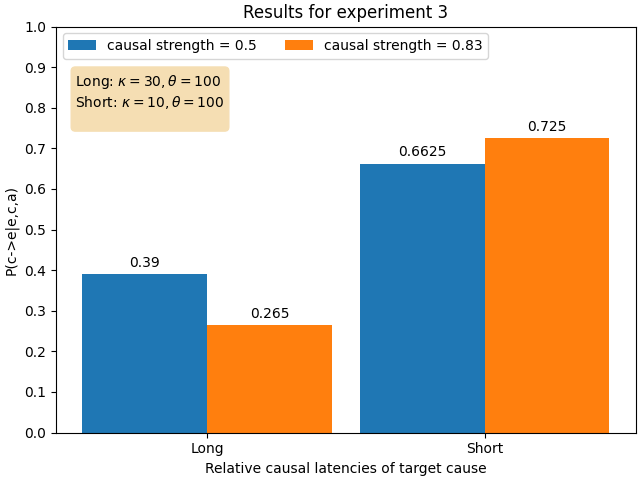 Results for experiment 3
causal strength = 0.5
causal strength = 0.83
Long: κ = 30, θ = 100
Short: κ = 10, θ = 100
P(c->e|e,c,a)
1.0
0.9
0.8
0.7
0.6
0.5
0.4
0.3
0.2
0.1
0.0
0.39
0.265
0.6625
0.725
Long
Short
Relative causal latencies of target cause